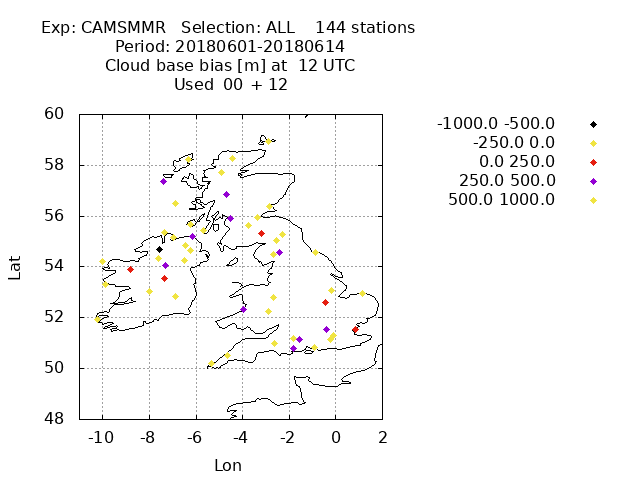 Exp: CAMSMMR Selection: ALL 144 stations
Period: 20180601-20180614
Cloud base bias [m] at 12 UTC
Used 00 + 12
-1000.0 -500.0
-250.0 0.0
0.0 250.0
250.0 500.0
500.0 1000.0
60
58
56
54
52
50
48
Lat
-10 -8 -6 -4 -2 0 2
Lon